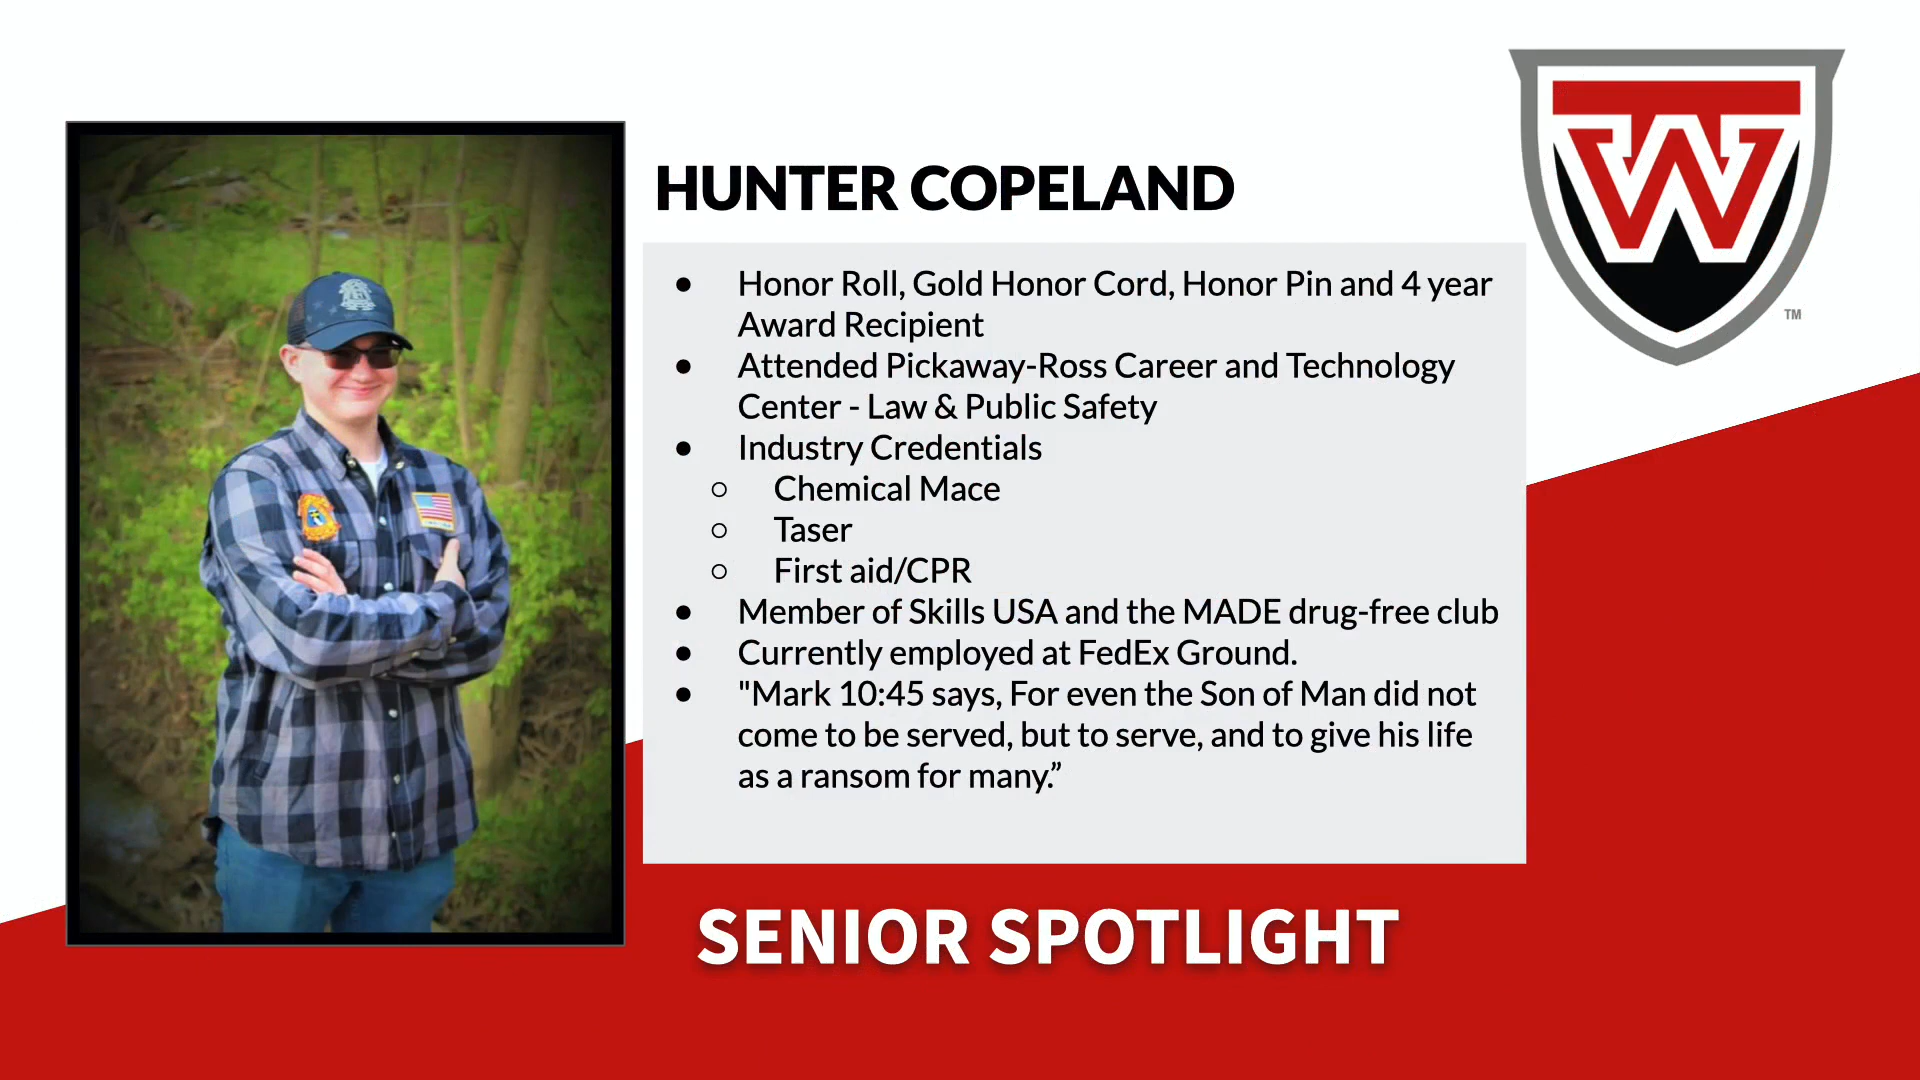 HUNTER COPELAND
● Honor Roll, Gold Honor Cord, Honor Pin and 4 year
Award Recipient
● Attended Pickaway-Ross Career and Technology
Center - Law & Public Safety
● Industry Credentials
○ Chemical Mace
○ Taser
○ First aid/CPR
● Member of Skills USA and the MADE drug-free club
● Currently employed at FedEx Ground.
● "Mark 10:45 says, For even the Son of Man did not
come to be served, but to serve, and to give his life
as a ransom for many.”
SENIOR SPOTLIGHT
W
TM